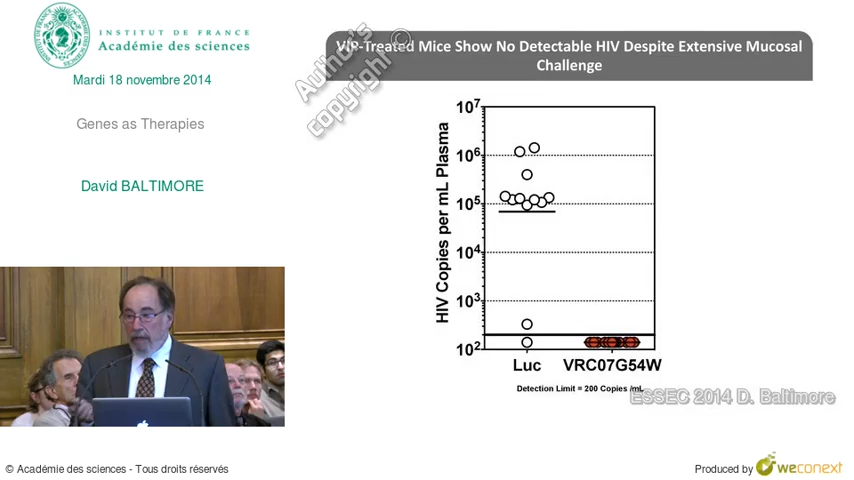 INSTITUT DE FRANCE
Académie des sciences
Mardi 18 novembre 2014
Genes as Therapies
David BALTIMORE
VIP-Treated Mice Show No Detectable HIV Despite Extensive Mucosal
Challenge
Author's
copyright ©
HIV Copies per mL Plasma
10⁷
10⁶
10⁵
10⁴
10³
10²
Luc VRC07G54W
Detection Limit = 200 Copies /mL
ESSEC 2014 D. Baltimore
© Académie des sciences - Tous droits réservés
Produced by weconext